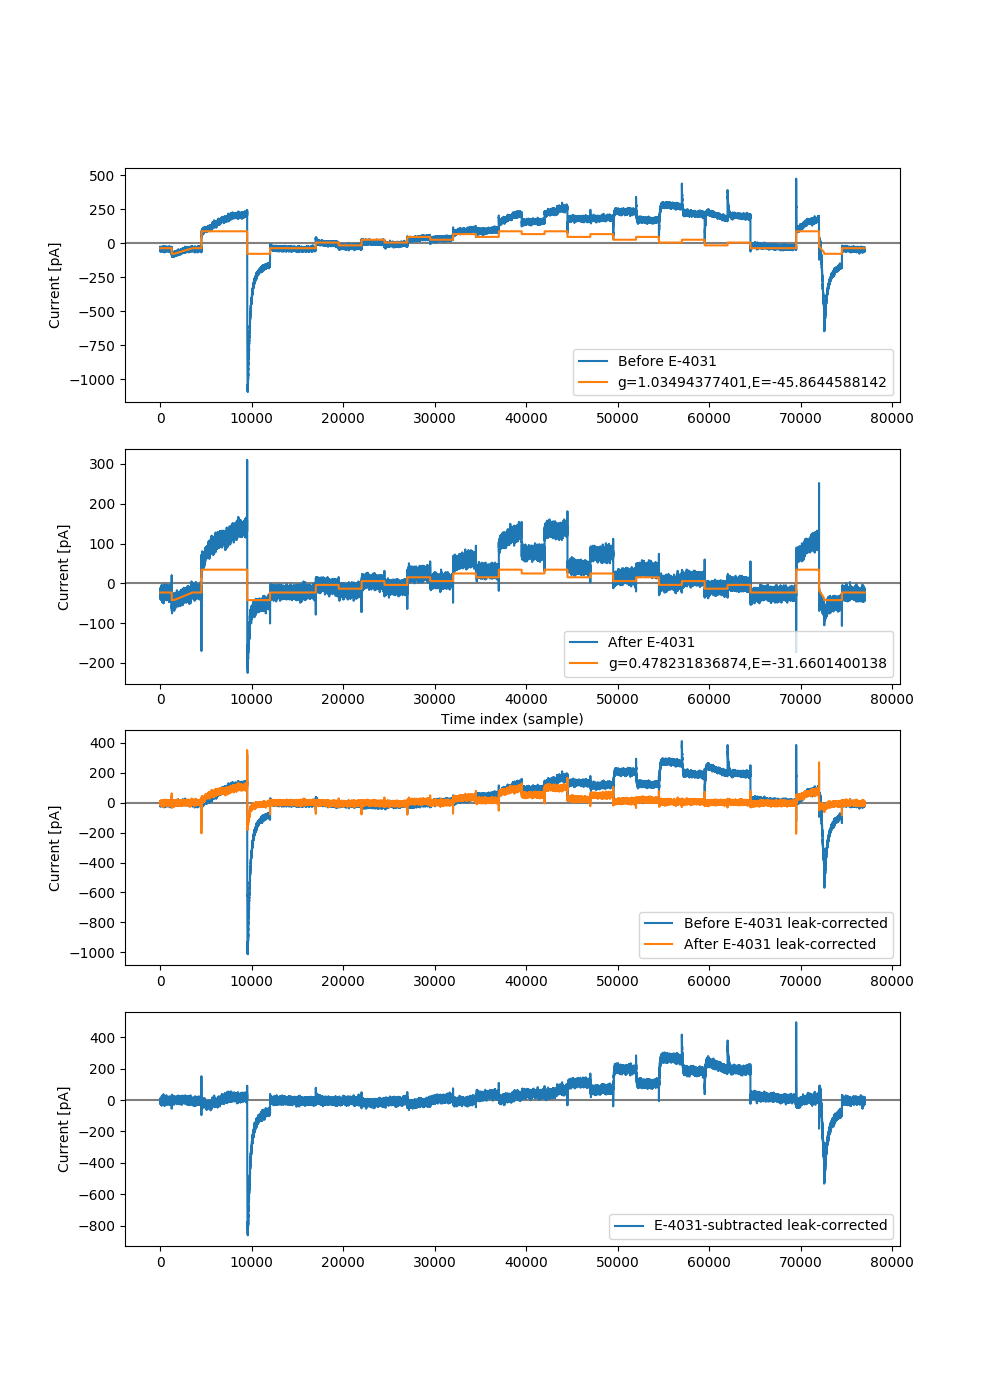 500
250
0
−250
−500
−750
−1000
Current [pA]
Before E-4031
g=1.03494377401,E=-45.8644588142
0 10000 20000 30000 40000 50000 60000 70000 80000
300
200
100
0
−100
−200
Current [pA]
After E-4031
g=0.478231836874,E=-31.6601400138
0 10000 20000 30000 40000 50000 60000 70000 80000
Time index (sample)
400
200
0
−200
−400
−600
−800
−1000
Current [pA]
Before E-4031 leak-corrected
After E-4031 leak-corrected
0 10000 20000 30000 40000 50000 60000 70000 80000
400
200
0
−200
−400
−600
−800
Current [pA]
E-4031-subtracted leak-corrected
0 10000 20000 30000 40000 50000 60000 70000 80000